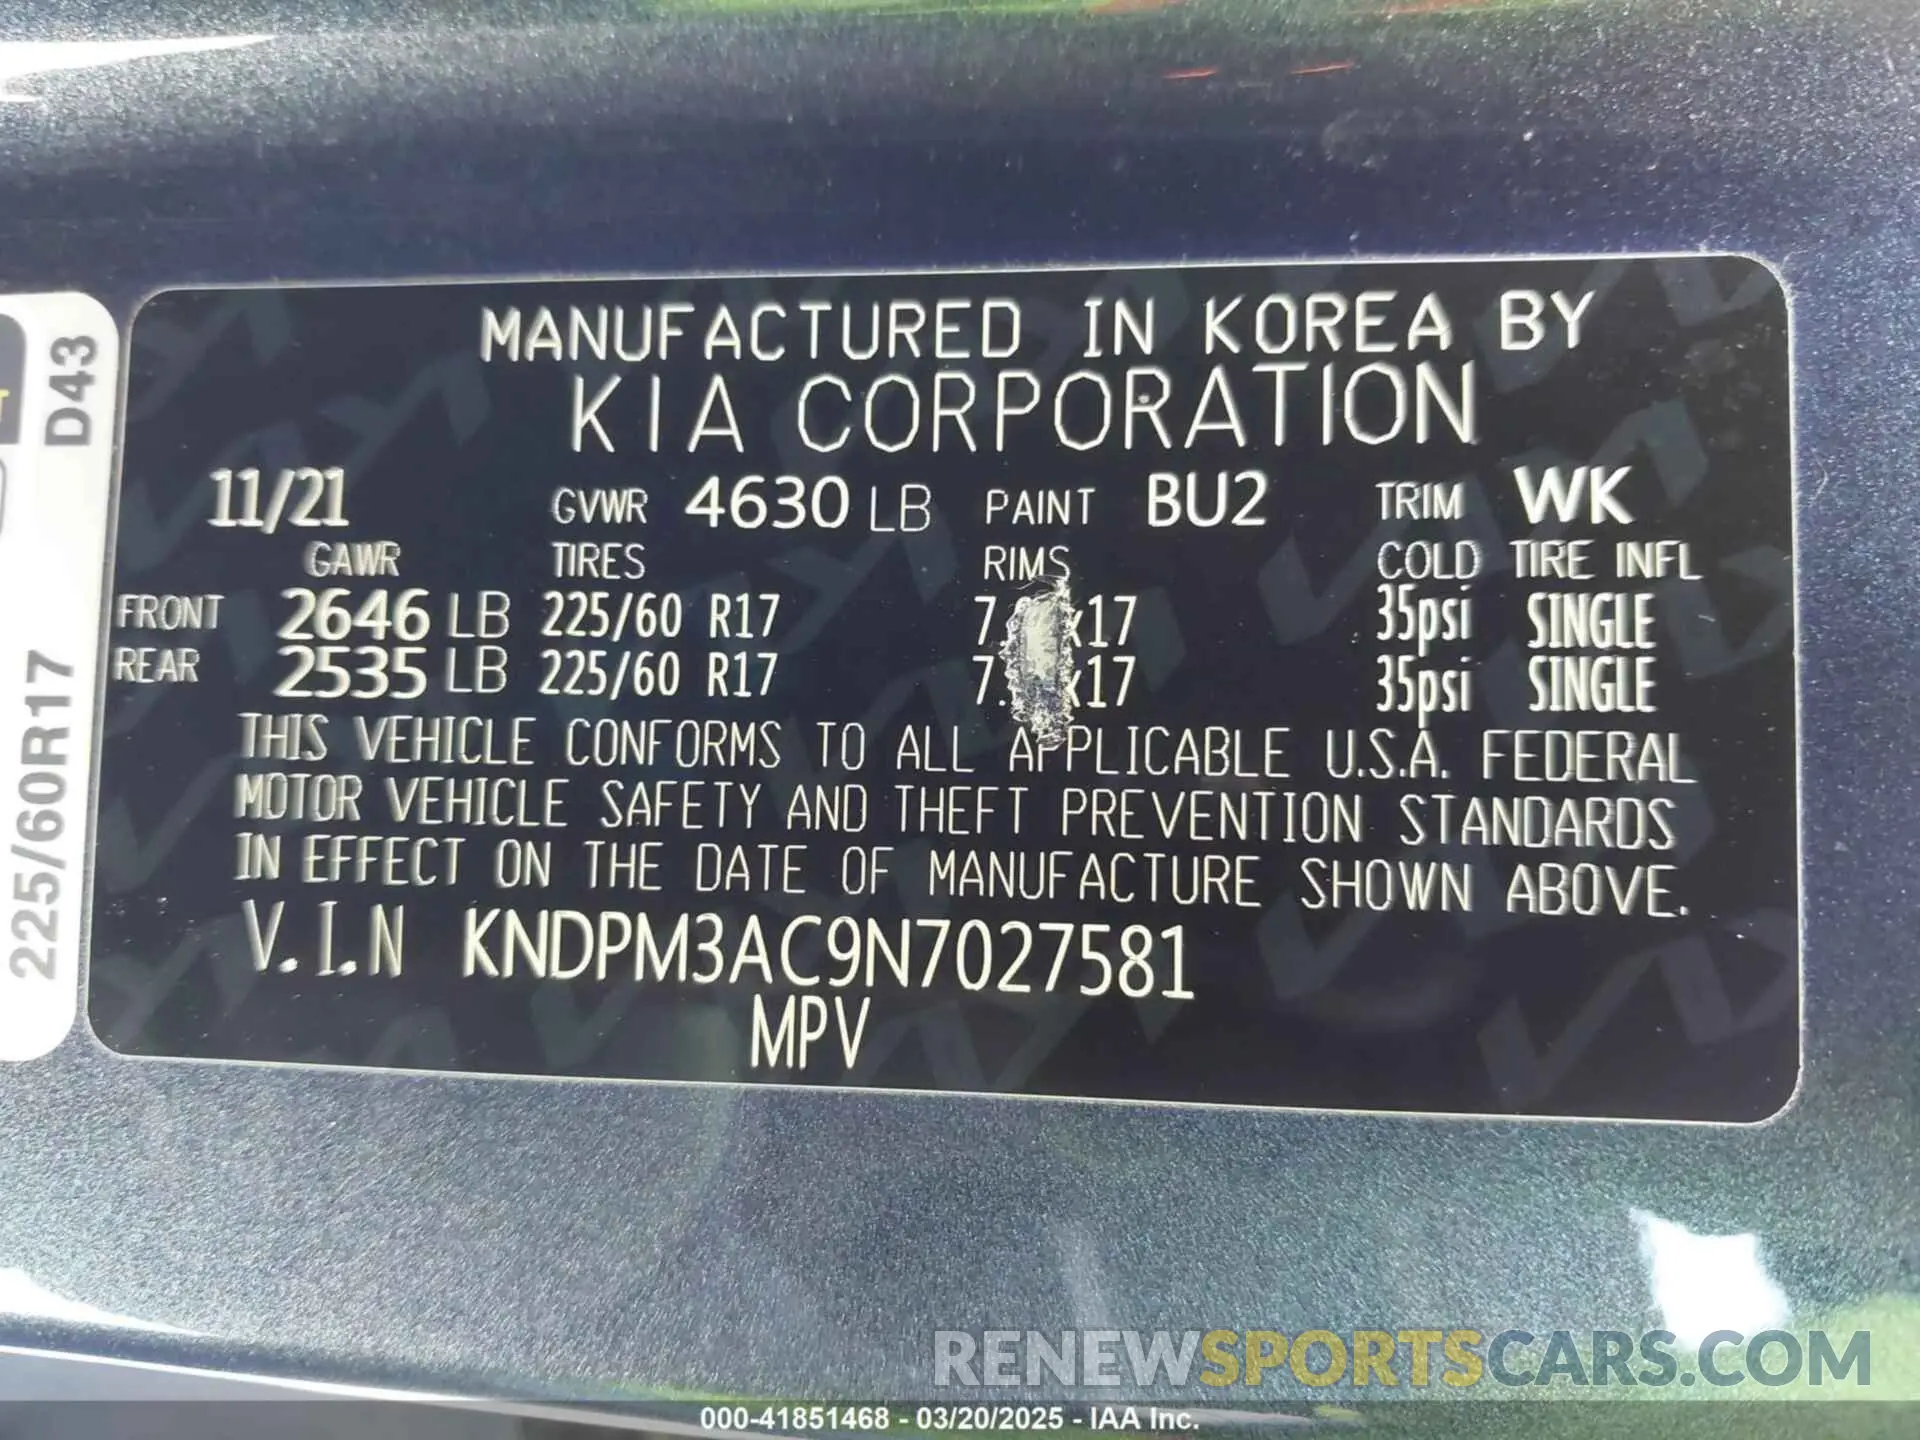 MANUFACTURED IN KOREA BY
KIA CORPORATION
11/21 GVWR 4630 LB PAINT BU2 TRIM WK
GAWR TIRES RIMS COLD TIRE INFL
FRONT 2646 LB 225/60 R17 x17 35psi SINGLE
REAR 2535 LB 225/60 R17 x17 35psi SINGLE
THIS VEHICLE CONFORMS TO ALL APPLICABLE U.S.A. FEDERAL
MOTOR VEHICLE SAFETY AND THEFT PREVENTION STANDARDS
IN EFFECT ON THE DATE OF MANUFACTURE SHOWN ABOVE.
V.I.N KNDPM3AC9N7027581
MPV
D43
225/60R17
RENEWSPORTSCARS.COM
000-41851468 - 03/20/2025 - IAA Inc.